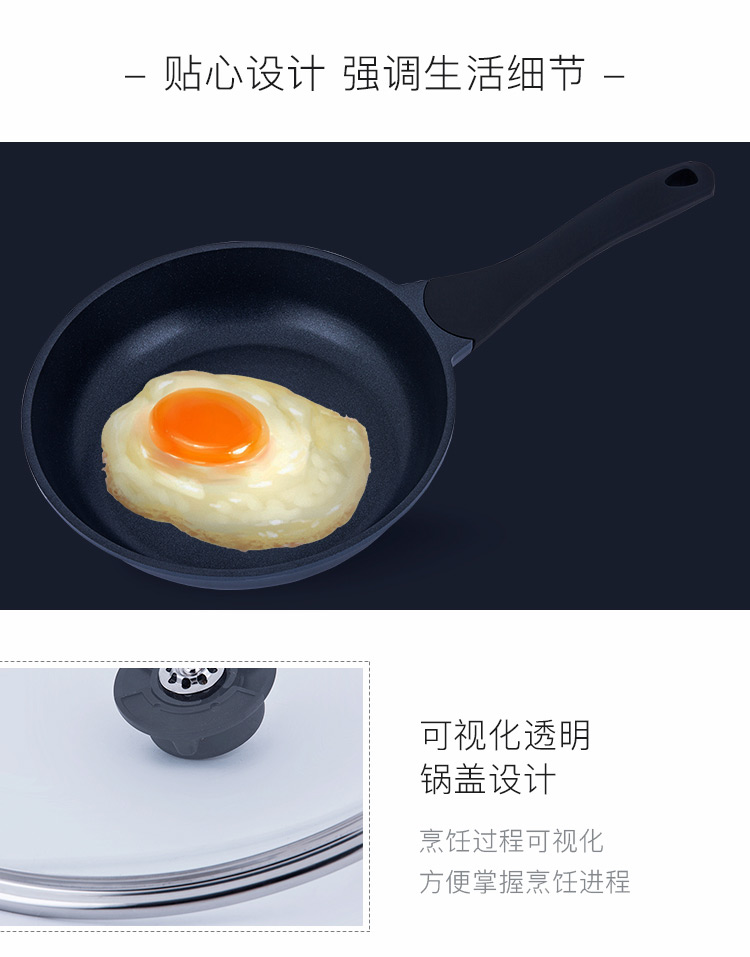 – 贴心设计 强调生活细节 –
可视化透明
锅盖设计
烹饪过程可视化
方便掌握烹饪进程